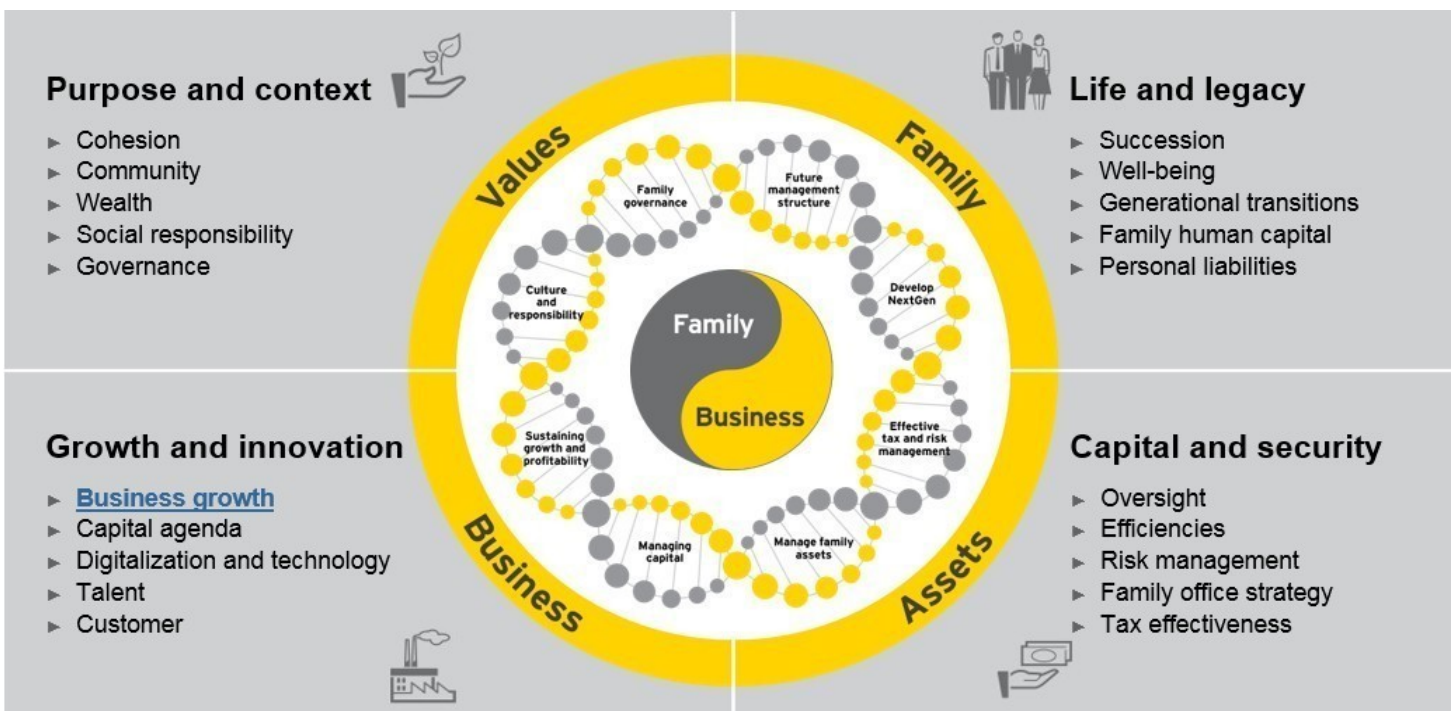 Purpose and context
Cohesion
Community
Wealth
Social responsibility
Governance
Life and legacy
Succession
Well-being
Generational transitions
Family human capital
Personal liabilities
Values
Family
Family
governance
Future
management
structure
Culture
and
responsibility
Develop
NextGen
Family
Business
Sustaining
growth and
profitability
Effective
tax and risk
management
Managing
capital
Manage family
assets
Business
Assets
Growth and innovation
Business growth
Capital agenda
Digitalization and technology
Talent
Customer
Capital and security
Oversight
Efficiencies
Risk management
Family office strategy
Tax effectiveness